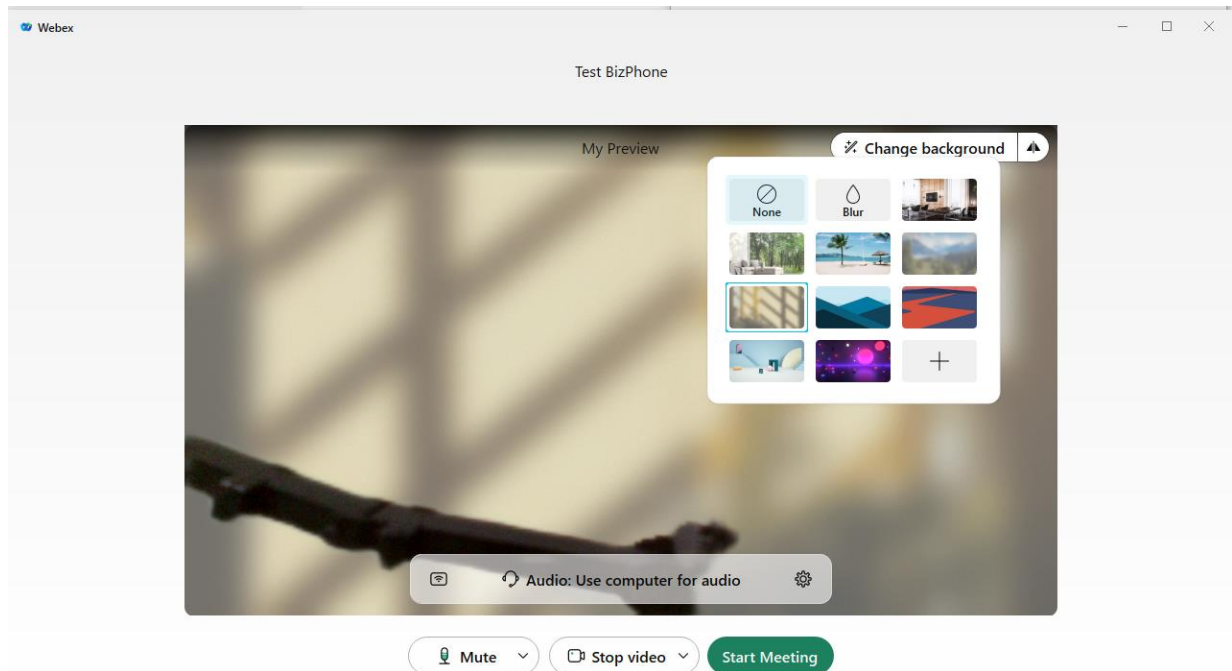 Webex
Test BizPhone
My Preview
Change background
None
Blur
Audio: Use computer for audio
Mute
Stop video
Start Meeting